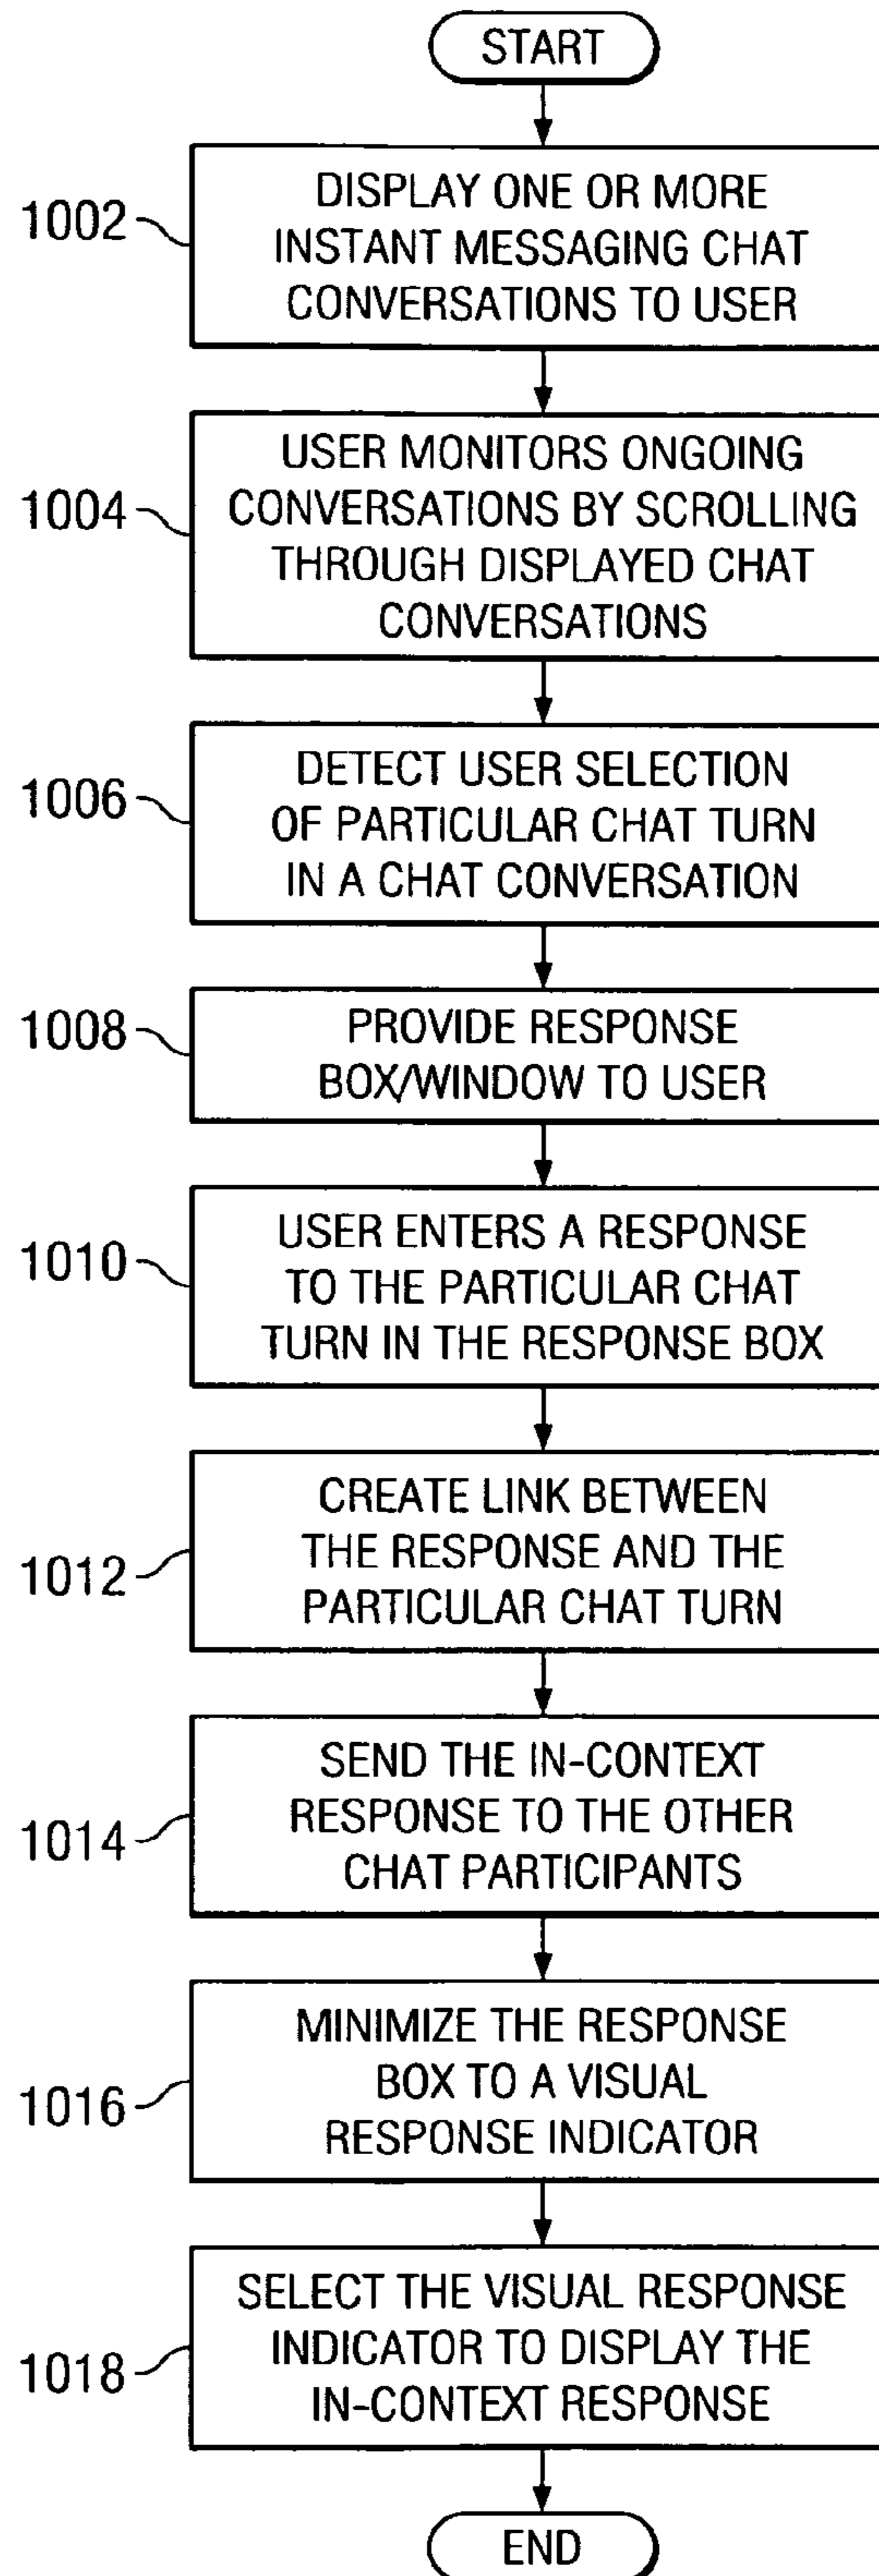 START
1002
DISPLAY ONE OR MORE
INSTANT MESSAGING CHAT
CONVERSATIONS TO USER
1004
USER MONITORS ONGOING
CONVERSATIONS BY SCROLLING
THROUGH DISPLAYED CHAT
CONVERSATIONS
1006
DETECT USER SELECTION
OF PARTICULAR CHAT TURN
IN A CHAT CONVERSATION
1008
PROVIDE RESPONSE
BOX/WINDOW TO USER
1010
USER ENTERS A RESPONSE
TO THE PARTICULAR CHAT
TURN IN THE RESPONSE BOX
1012
CREATE LINK BETWEEN
THE RESPONSE AND THE
PARTICULAR CHAT TURN
1014
SEND THE IN-CONTEXT
RESPONSE TO THE OTHER
CHAT PARTICIPANTS
1016
MINIMIZE THE RESPONSE
BOX TO A VISUAL
RESPONSE INDICATOR
1018
SELECT THE VISUAL RESPONSE
INDICATOR TO DISPLAY THE
IN-CONTEXT RESPONSE
END